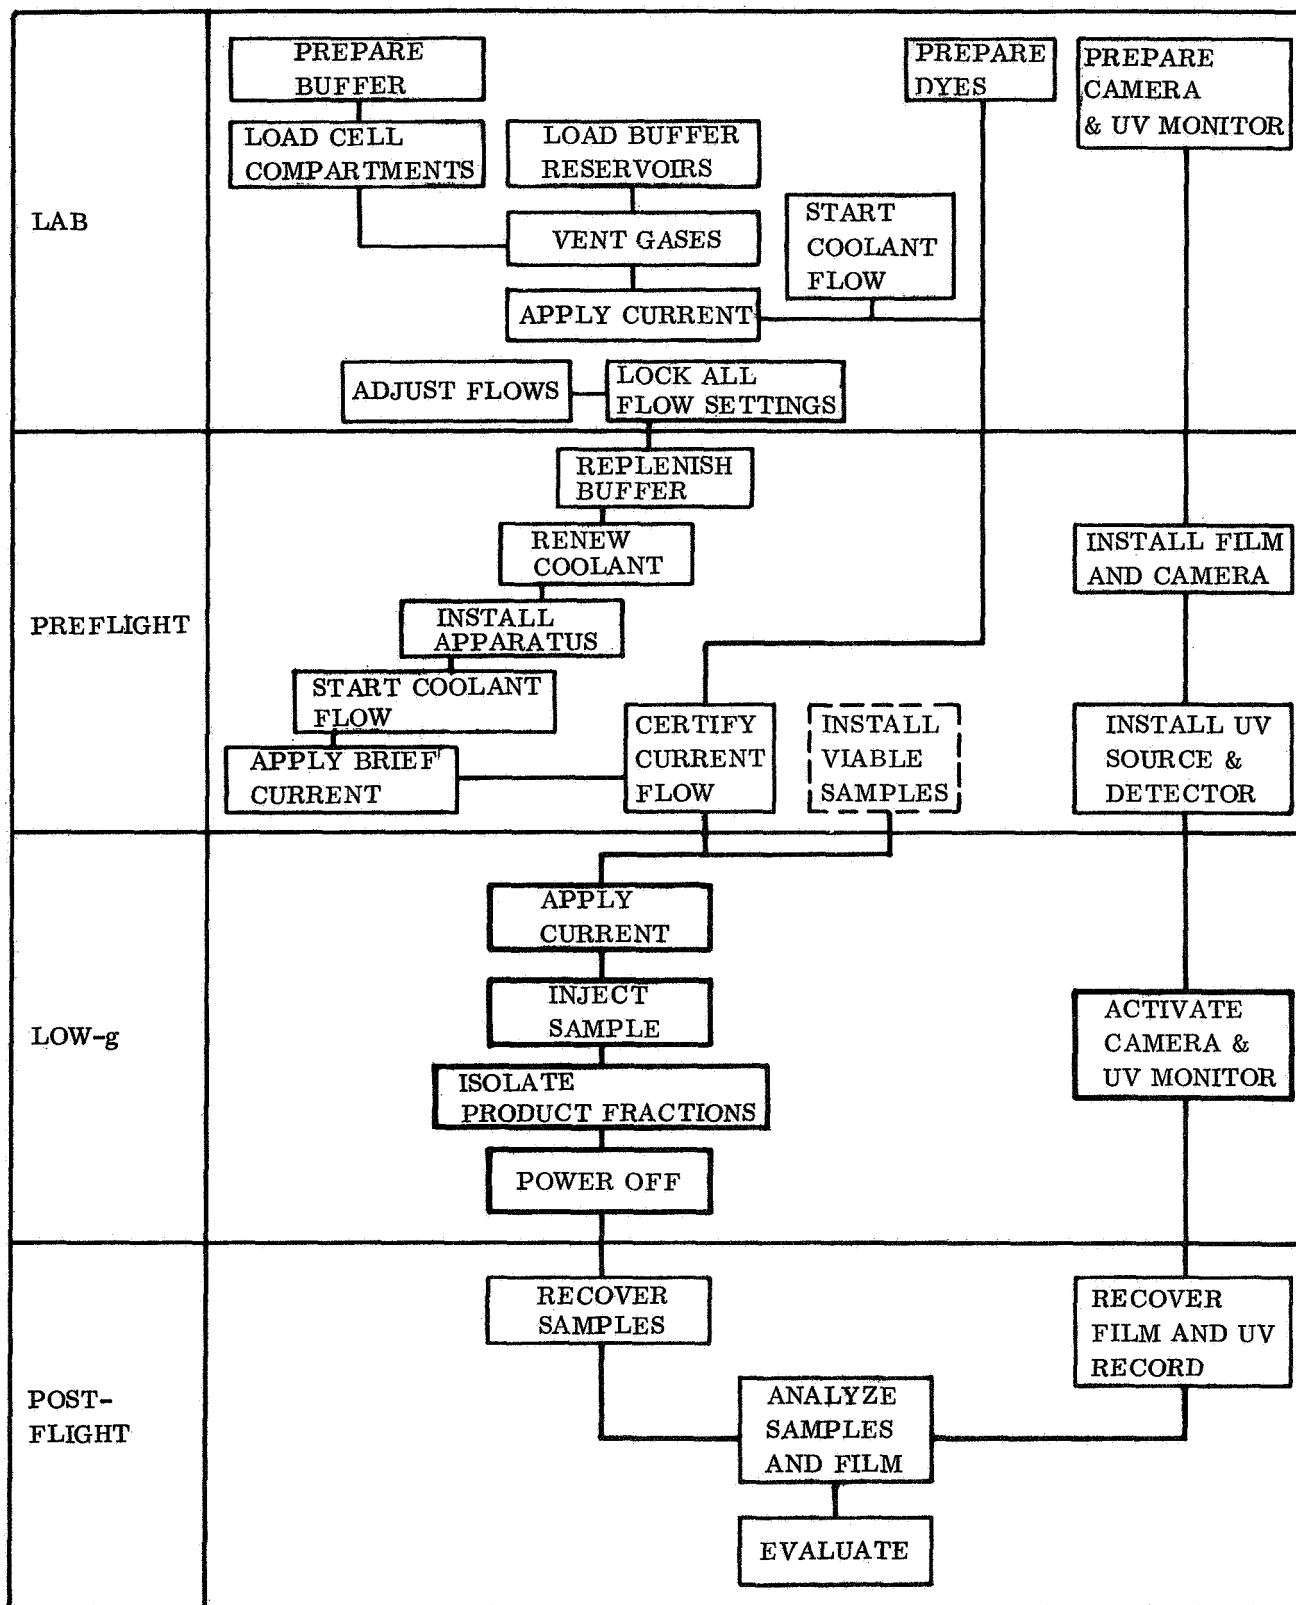 LAB
PREPARE
BUFFER
PREPARE
DYES
PREPARE
CAMERA
& UV MONITOR
LOAD CELL
COMPARTMENTS
LOAD BUFFER
RESERVOIRS
VENT GASES
START
COOLANT
FLOW
APPLY CURRENT
ADJUST FLOWS
LOCK ALL
FLOW SETTINGS
PREFLIGHT
REPLENISH
BUFFER
RENEW
COOLANT
INSTALL FILM
AND CAMERA
INSTALL
APPARATUS
START COOLANT
FLOW
APPLY BRIEF
CURRENT
CERTIFY
CURRENT
FLOW
INSTALL
VIABLE
SAMPLES
INSTALL UV
SOURCE &
DETECTOR
LOW-g
APPLY
CURRENT
INJECT
SAMPLE
ISOLATE
PRODUCT FRACTIONS
POWER OFF
ACTIVATE
CAMERA &
UV MONITOR
POST-
FLIGHT
RECOVER
SAMPLES
RECOVER
FILM AND UV
RECORD
ANALYZE
SAMPLES
AND FILM
EVALUATE